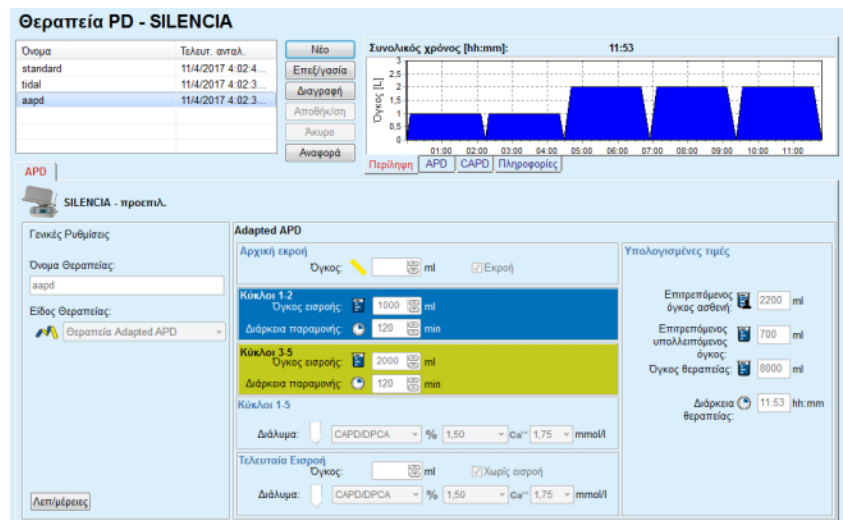 Θεραπεία PD - SILENCIA
Όνομα Τελευτ. ανταλ.
standard 11/4/2017 4:02:4...
tidal 11/4/2017 4:02:3...
aapd 11/4/2017 4:02:3...
Νέο
Επεξ/γασία
Διαγραφή
Αποθήκ/ση
Άκυρο
Αναφορά
Συνολικός χρόνος [hh:mm]: 11:53
Όγκος [L]
3
2,5
2
1,5
1
0,5
0
01:00 02:00 03:00 04:00 05:00 06:00 07:00 08:00 09:00 10:00 11:00
Περίληψη APD CAPD Πληροφορίες
APD
SILENCIA - προεπιλ.
Γενικές Ρυθμίσεις
Όνομα Θεραπείας:
aapd
Είδος Θεραπείας:
Θεραπεία Adapted APD
Λεπ/μέρειες
Adapted APD
Αρχική εκροή
Όγκος: ml Εκροή
Κύκλοι 1-2
Όγκος εισροής: 1000 ml
Διάρκεια παραμονής: 120 min
Κύκλοι 3-5
Όγκος εισροής: 2000 ml
Διάρκεια παραμονής: 120 min
Κύκλοι 1-5
Διάλυμα: CAPD/DPCA % 1,50 Ca⁺⁺ 1,75 mmol/l
Τελευταία Εισροή
Όγκος: ml Χωρίς εισροή
Διάλυμα: CAPD/DPCA % 1,50 Ca⁺⁺ 1,75 mmol/l
Υπολογισμένες τιμές
Επιτρεπόμενος
όγκος ασθενή: 2200 ml
Επιτρεπόμενος
υπολλειπόμενος 700 ml
όγκος:
Όγκος θεραπείας: 8000 ml
Διάρκεια 11:53 hh:mm
θεραπείας: